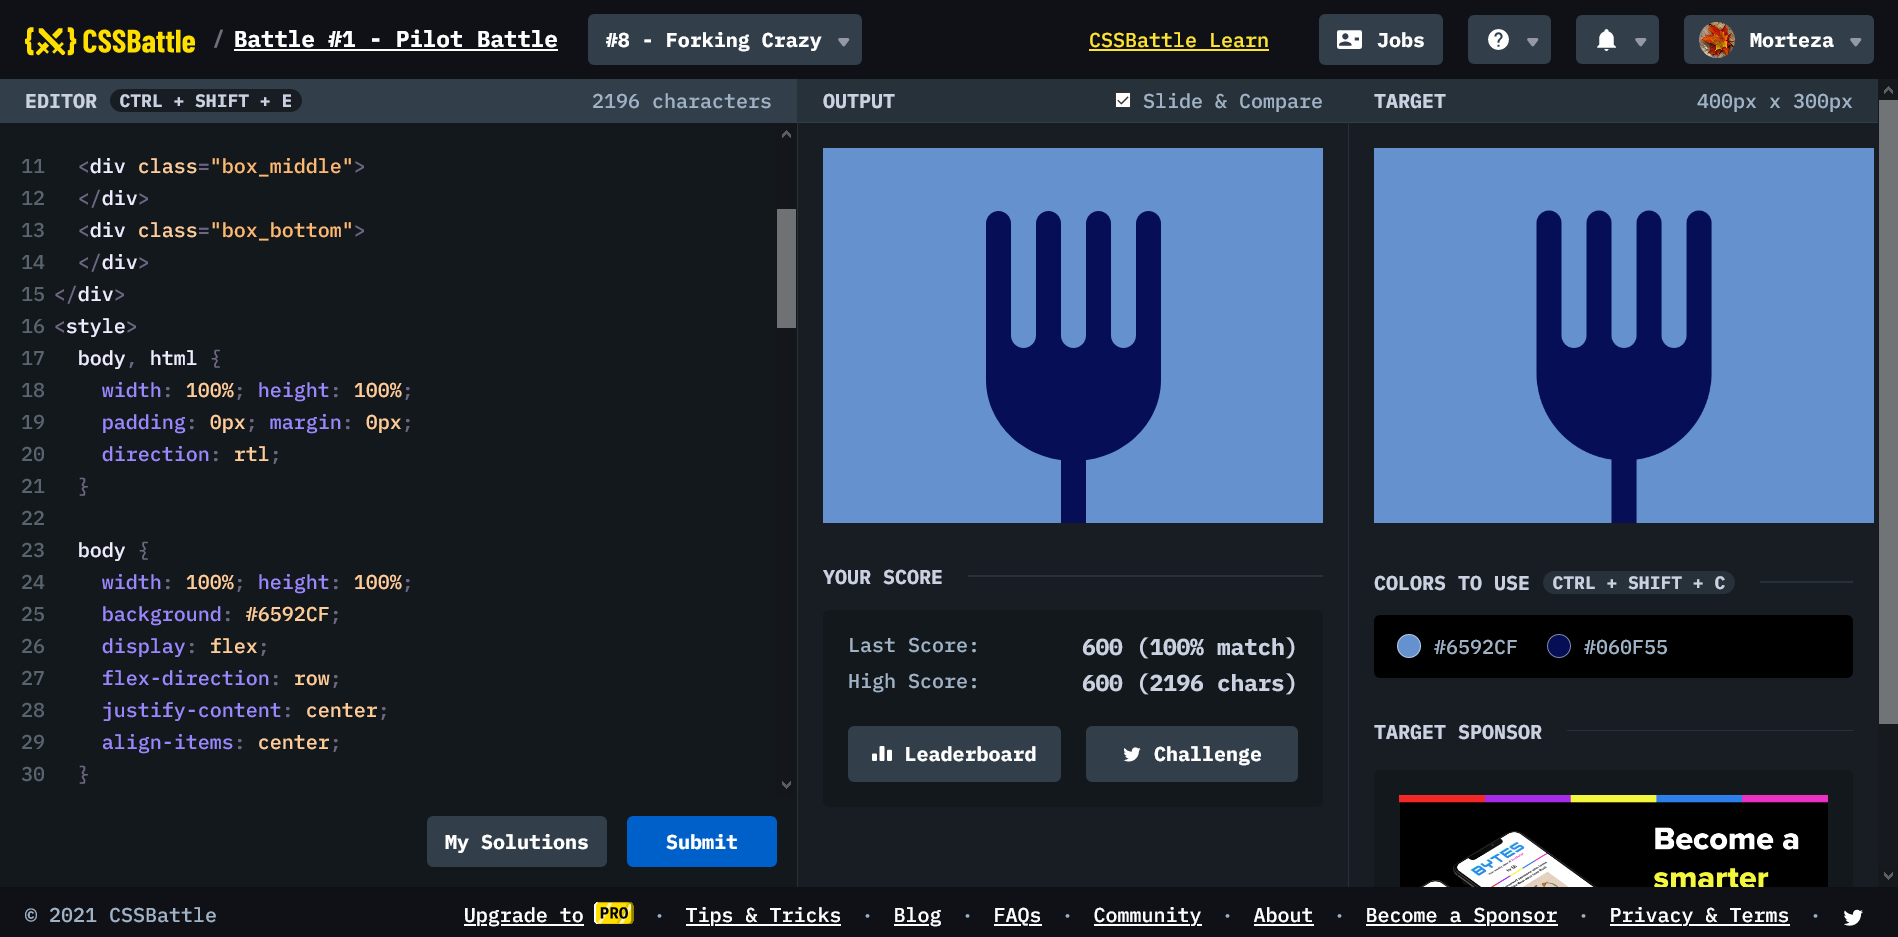 CSSBattle / Battle #1 - Pilot Battle #8 - Forking Crazy CSSBattle Learn Jobs Morteza
EDITOR CTRL + SHIFT + E 2196 characters
OUTPUT Slide & Compare
TARGET 400px x 300px
11 <div class="box_middle">
12 </div>
13 <div class="box_bottom">
14 </div>
15 </div>
16 <style>
17 body, html {
18 width: 100%; height: 100%;
19 padding: 0px; margin: 0px;
20 direction: rtl;
21 }
22
23 body {
24 width: 100%; height: 100%;
25 background: #6592CF;
26 display: flex;
27 flex-direction: row;
28 justify-content: center;
29 align-items: center;
30 }
My Solutions Submit
YOUR SCORE
Last Score: 600 (100% match)
High Score: 600 (2196 chars)
Leaderboard Challenge
COLORS TO USE CTRL + SHIFT + C
#6592CF #060F55
TARGET SPONSOR
BYTES
Become a
smarter
© 2021 CSSBattle Upgrade to PRO · Tips & Tricks · Blog · FAQs · Community · About · Become a Sponsor · Privacy & Terms ·